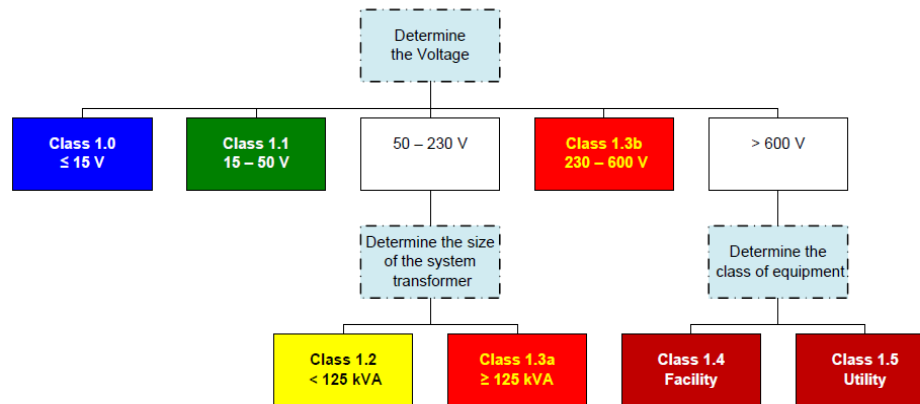 Determine
the Voltage
Class 1.0
≤ 15 V
Class 1.1
15 – 50 V
50 – 230 V
Class 1.3b
230 – 600 V
> 600 V
Determine the size
of the system
transformer
Determine the
class of equipment
Class 1.2
< 125 kVA
Class 1.3a
≥ 125 kVA
Class 1.4
Facility
Class 1.5
Utility